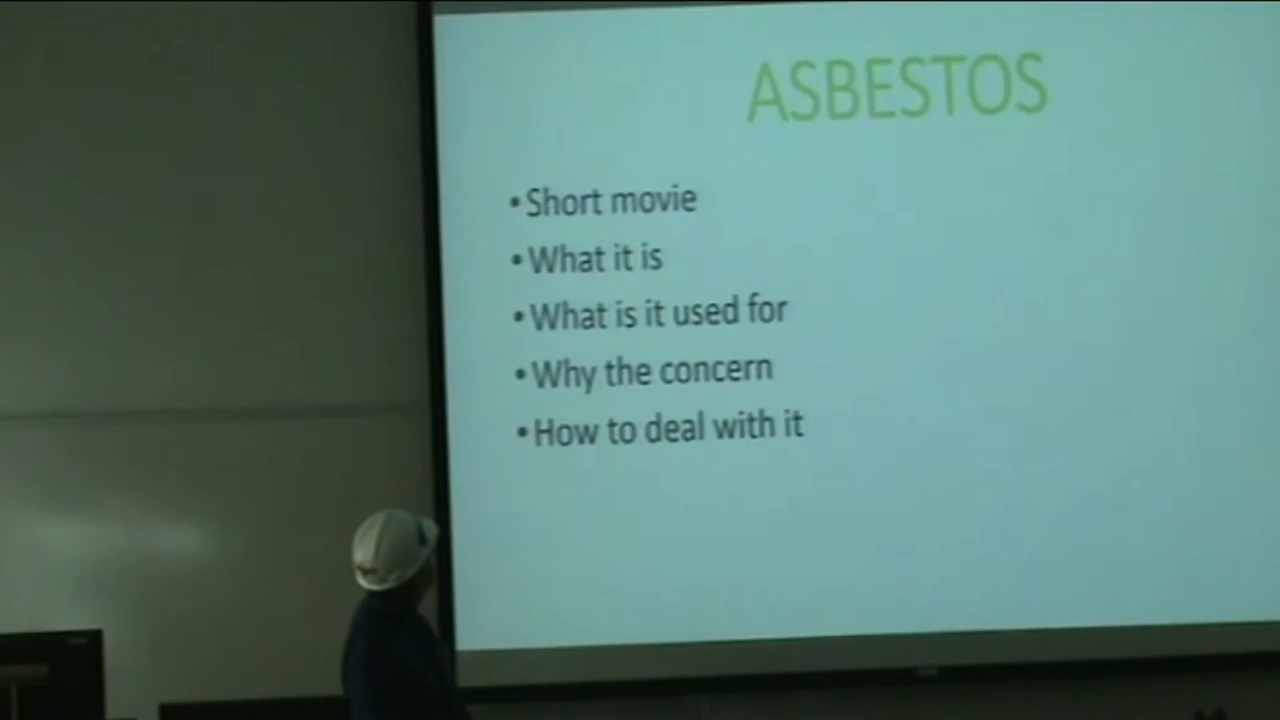 ASBESTOS
• Short movie
• What it is
• What is it used for
• Why the concern
• How to deal with it